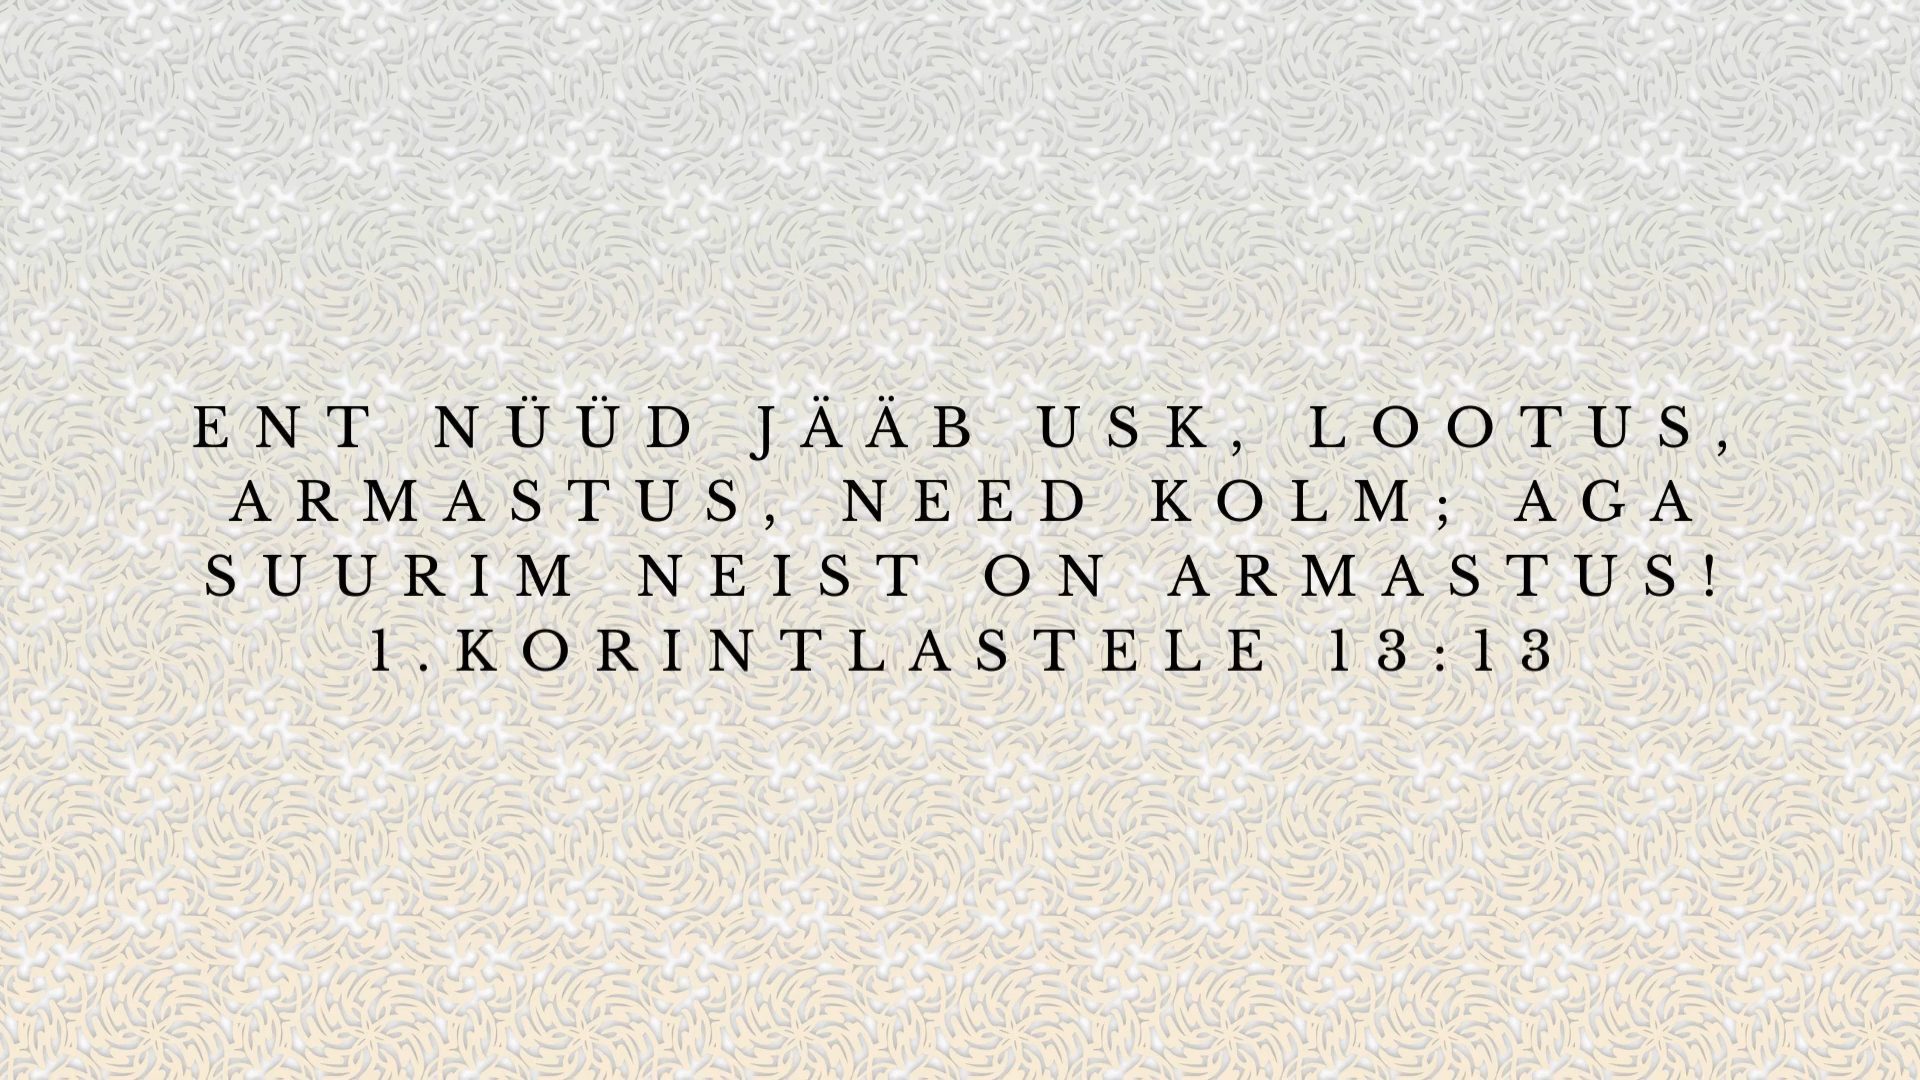 ENT NÜÜD JÄÄB USK, LOOTUS,
ARMASTUS, NEED KOLM; AGA
SUURIM NEIST ON ARMASTUS!
1.KORINTLASTELE 13:13